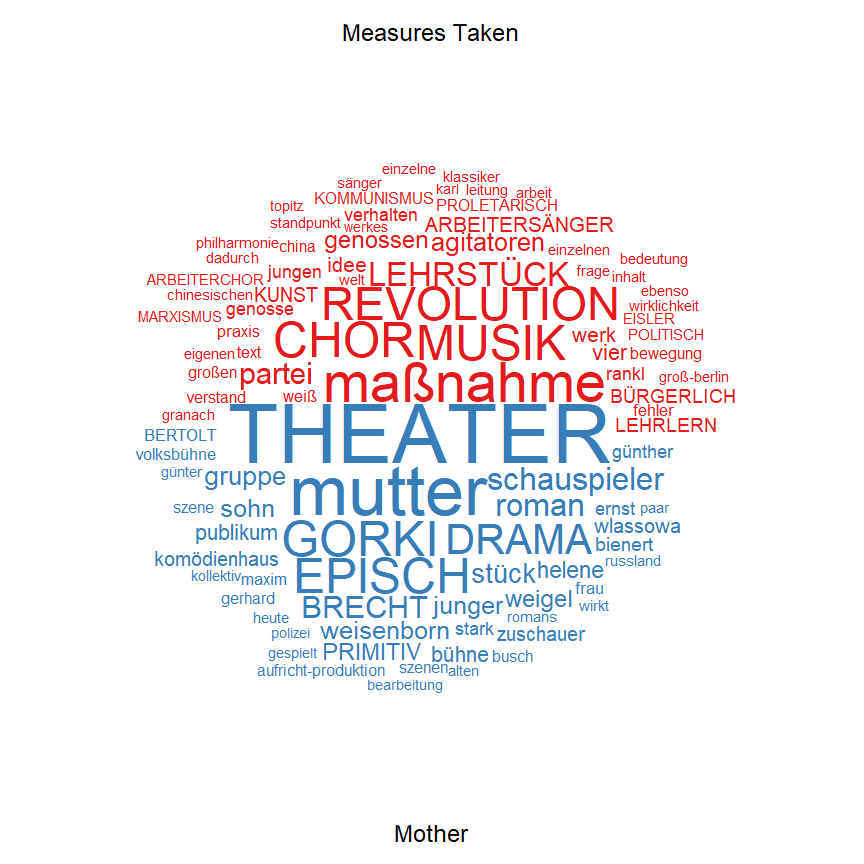 Measures Taken
einzelne
sänger klassiker
KOMMUNISMUS karl leitung arbeit
topitz verhalten PROLETARISCH
standpunkt werkes ARBEITERSÄNGER
philharmonie china genossen agitatoren einzelnen
dadurch jungen idee LEHRSTÜCK frage bedeutung
ARBEITERCHOR welt inhalt
chinesischen KUNST REVOLUTION ebenso
MARXISMUS genosse wirklichkeit
EISLER
praxis CHOR MUSIK werk POLITISCH
eigenen text vier bewegung
großen partei maßnahme rankl groß-berlin
verstand weiß BÜRGERLICH
granach fehler
LEHRLERN
BERTOLT THEATER
volksbühne günther
günter gruppe mutter schauspieler
szene sohn roman ernst paar
publikum GORKI DRAMA wlassowa
bienert
komödienhaus EPISCH stück helene russland
kollektiv maxim frau
gerhard BRECHT junger weigel wirkt
heute romans
polizei weisenborn stark zuschauer
gespielt PRIMITIV bühne busch
aufricht-produktion szenen alten
bearbeitung
Mother